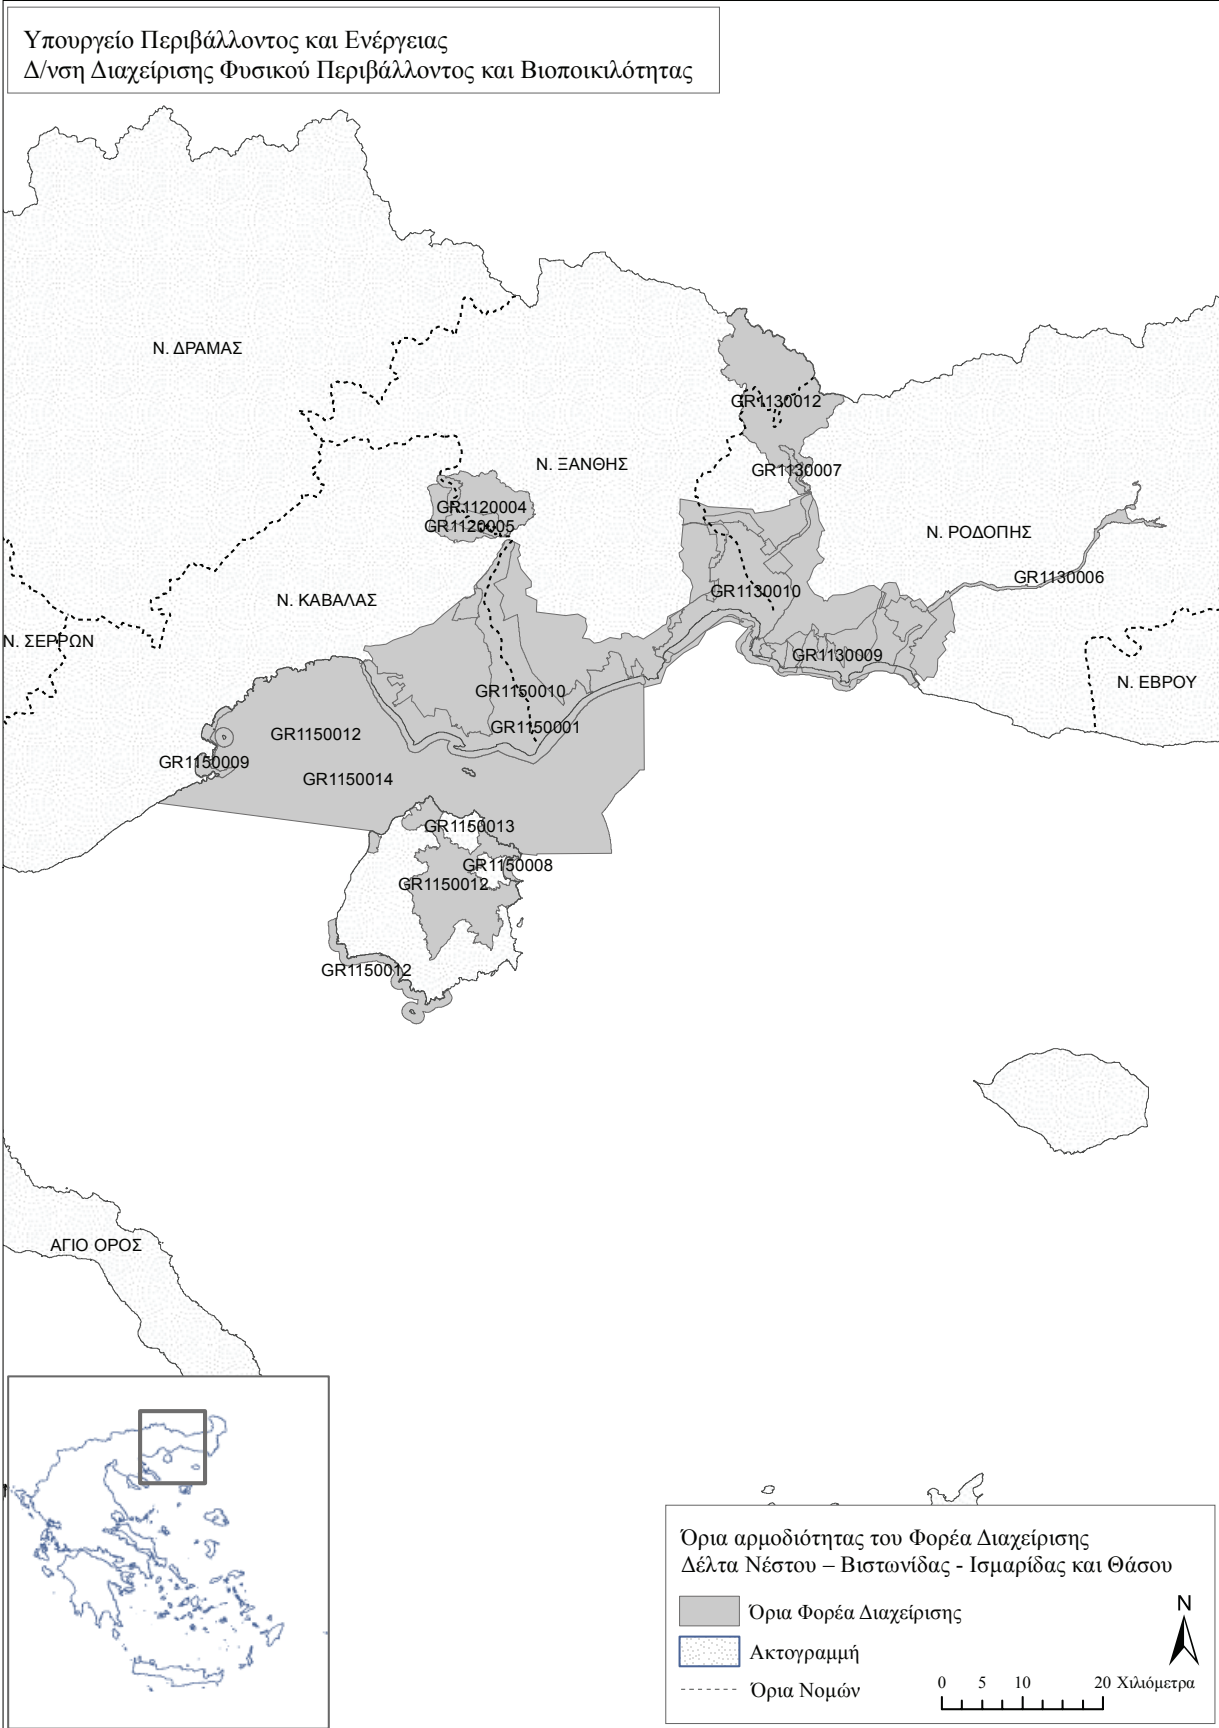 Υπουργείο Περιβάλλοντος και Ενέργειας
Δ/νση Διαχείρισης Φυσικού Περιβάλλοντος και Βιοποικιλότητας
Ν. ΔΡΑΜΑΣ
GR1130012
Ν. ΞΑΝΘΗΣ
GR1130007
GR1120004
GR1120005
Ν. ΡΟΔΟΠΗΣ
GR1130006
GR1130010
Ν. ΚΑΒΑΛΑΣ
Ν. ΣΕΡΡΩΝ
GR1130009
Ν. ΕΒΡΟΥ
GR1150010
GR1150001
GR1150012
GR1150009
GR1150014
GR1150013
GR1150008
GR1150012
GR1150012
ΑΓΙΟ ΟΡΟΣ
Όρια αρμοδιότητας του Φορέα Διαχείρισης
Δέλτα Νέστου – Βιστωνίδας - Ισμαρίδας και Θάσου
Όρια Φορέα Διαχείρισης
Ακτογραμμή
Όρια Νομών
N
0 5 10 20 Χιλιόμετρα